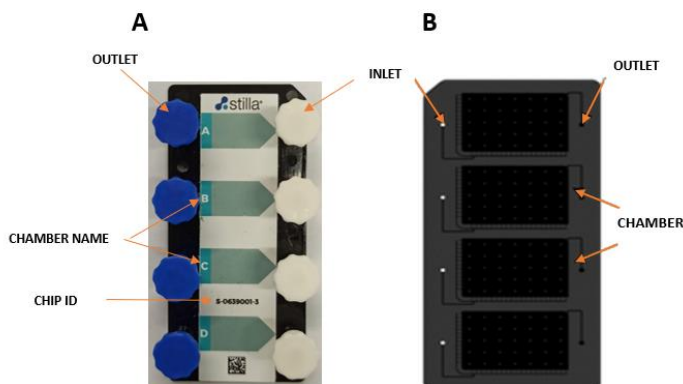 A
B
OUTLET
INLET
OUTLET
stilla
A
B
CHAMBER NAME
CHAMBER
C
CHIP ID
S-0639001-3
D